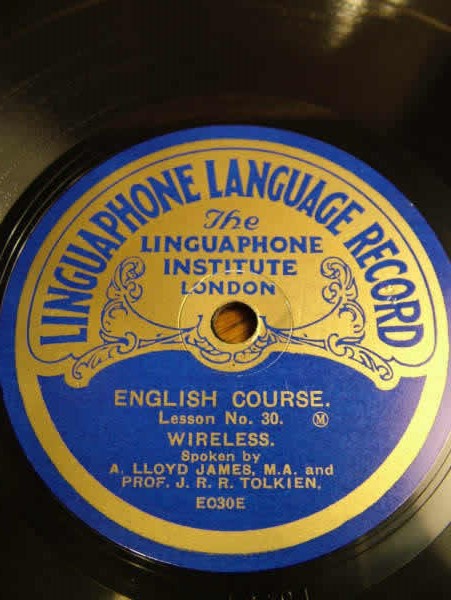 LINGUAPHONE LANGUAGE RECORD
The
LINGUAPHONE
INSTITUTE
LONDON
ENGLISH COURSE.
Lesson No. 30. M
WIRELESS.
Spoken by
A. LLOYD JAMES, M.A. and
PROF. J. R. R. TOLKIEN.
EO30E